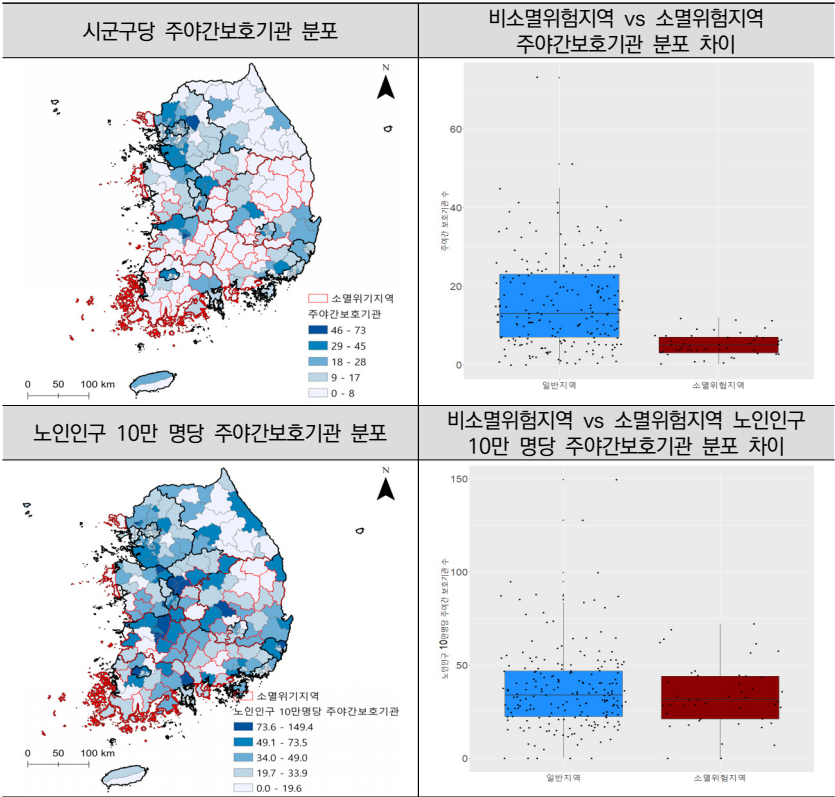 시군구당 주야간보호기관 분포
비소멸위험지역 vs 소멸위험지역
주야간보호기관 분포 차이
N
소멸위기지역
주야간보호기관
46 - 73
29 - 45
18 - 28
9 - 17
0 - 8
0 50 100 km
주야간 보호기관 수
60
40
20
0
일반지역
소멸위험지역
노인인구 10만 명당 주야간보호기관 분포
비소멸위험지역 vs 소멸위험지역 노인인구
10만 명당 주야간보호기관 분포 차이
N
소멸위기지역
노인인구 10만명당 주야간보호기관
73.6 - 149.4
49.1 - 73.5
34.0 - 49.0
19.7 - 33.9
0.0 - 19.6
0 50 100 km
노인인구 10만명당 주야간 보호기관 수
150
100
50
0
일반지역
소멸위험지역